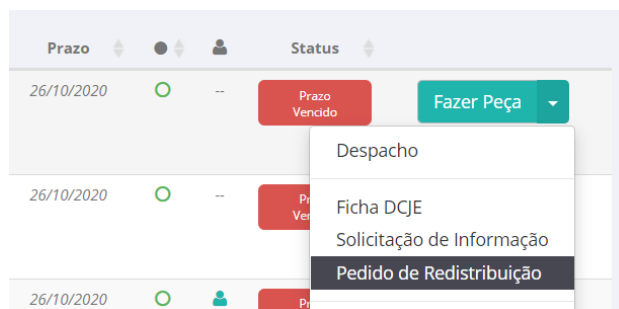 Prazo Status
26/10/2020 -- Prazo Vencido Fazer Peça
Despacho
26/10/2020 --
Ficha DCJE
Solicitação de Informação
Pedido de Redistribuição
26/10/2020